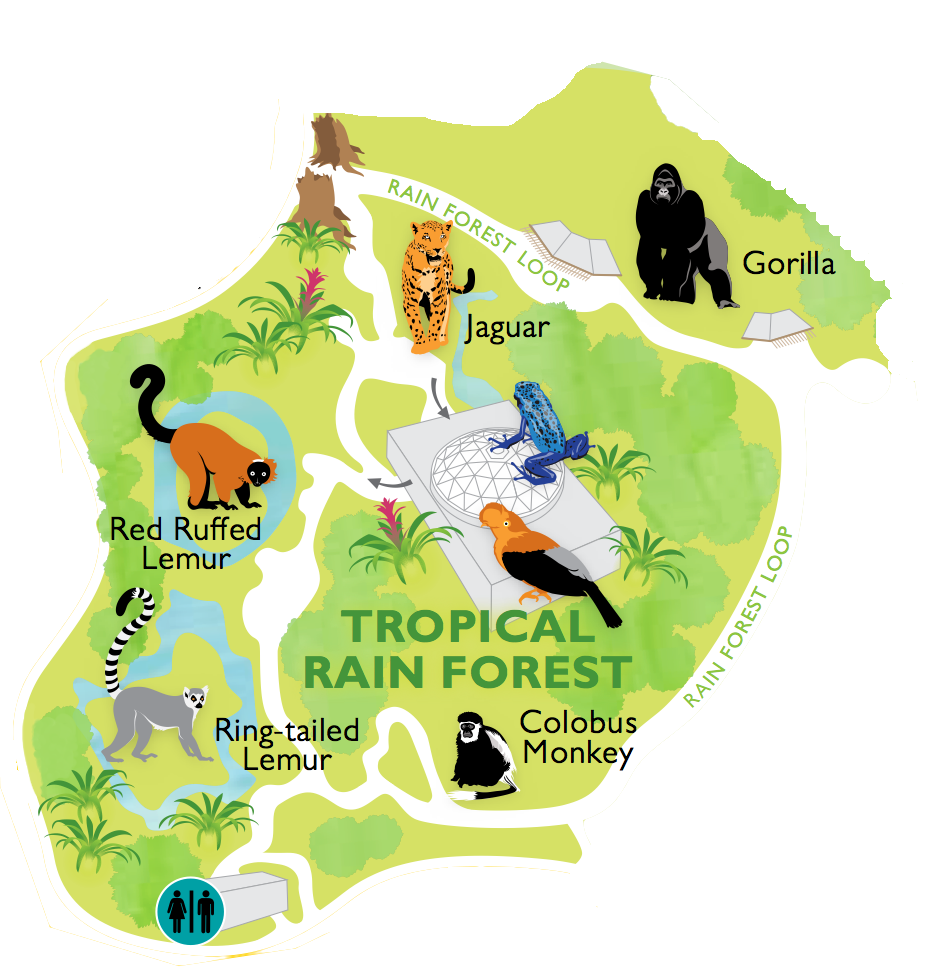 RAIN FOREST LOOP
Gorilla
Jaguar
Red Ruffed
Lemur
RAIN FOREST LOOP
TROPICAL
RAIN FOREST
Ring-tailed
Lemur
Colobus
Monkey